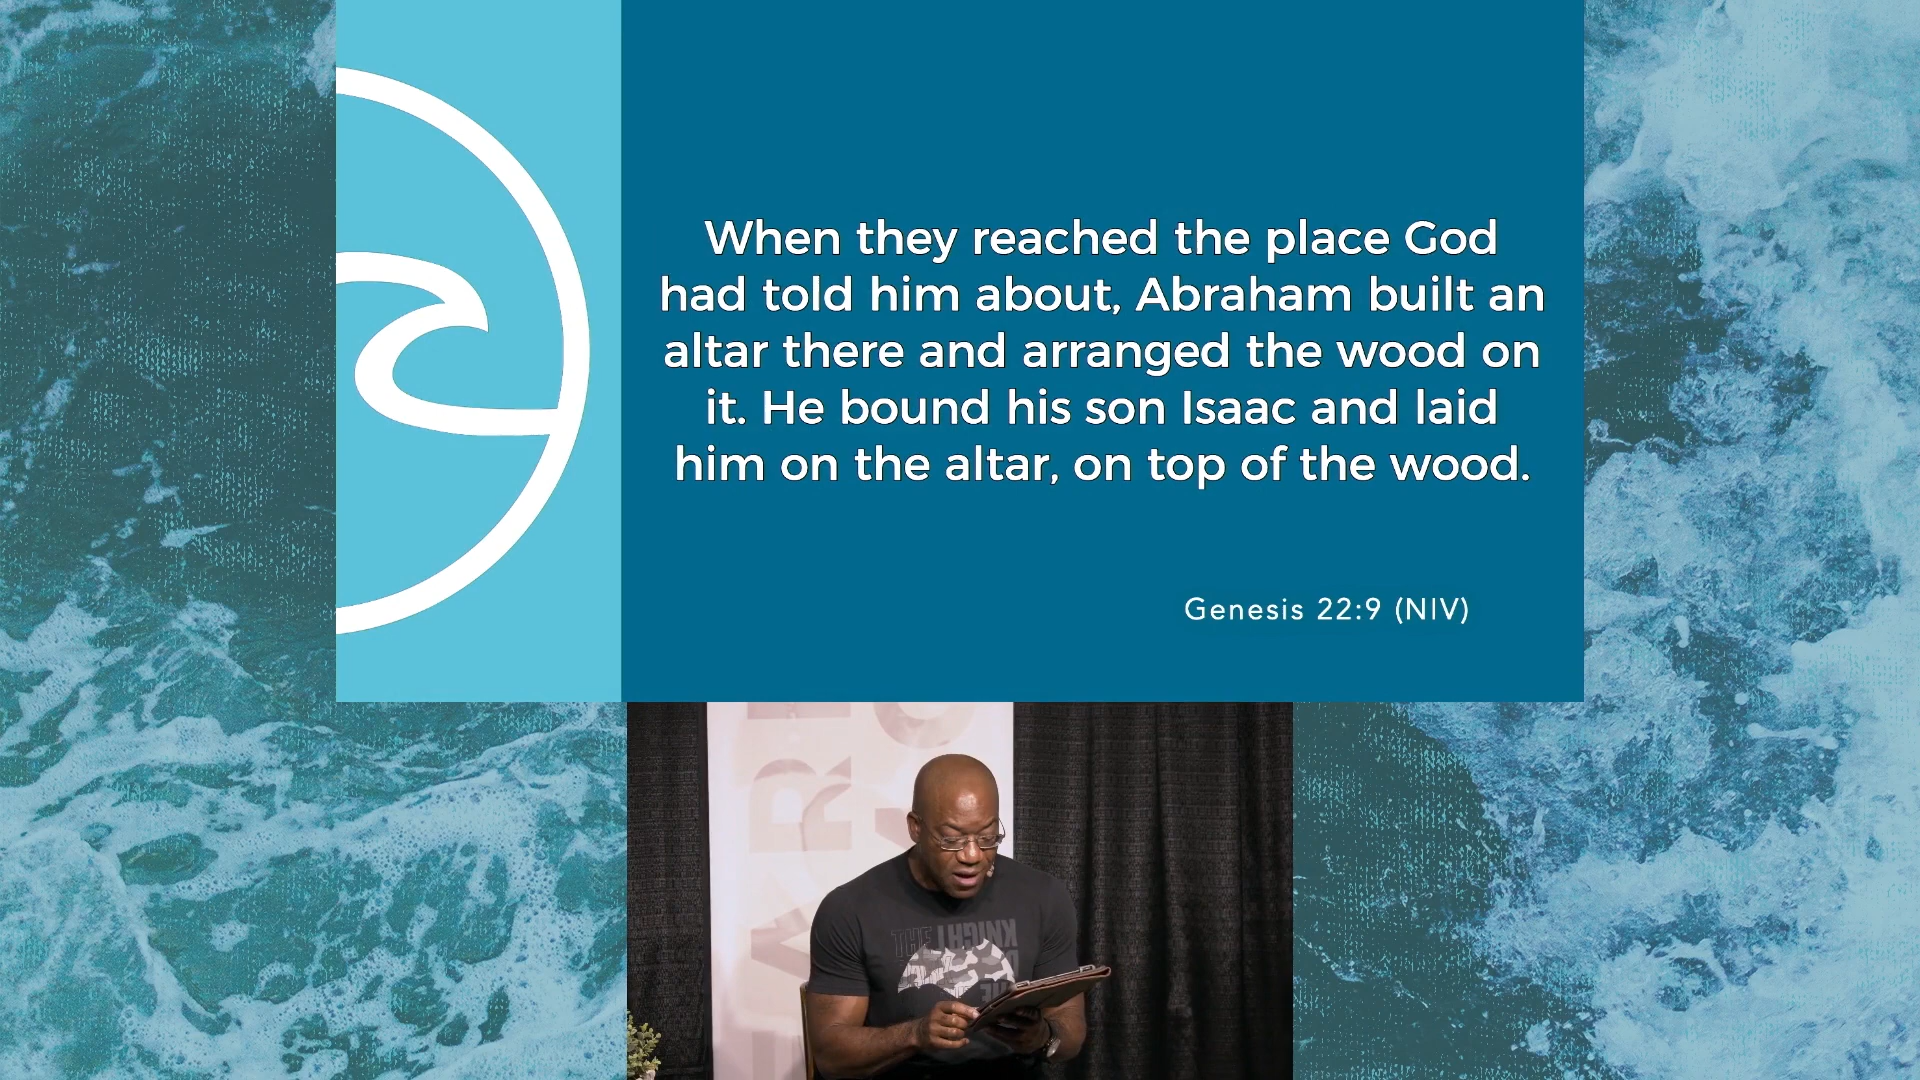 When they reached the place God
had told him about, Abraham built an
altar there and arranged the wood on
it. He bound his son Isaac and laid
him on the altar, on top of the wood.
Genesis 22:9 (NIV)
KNIGHT